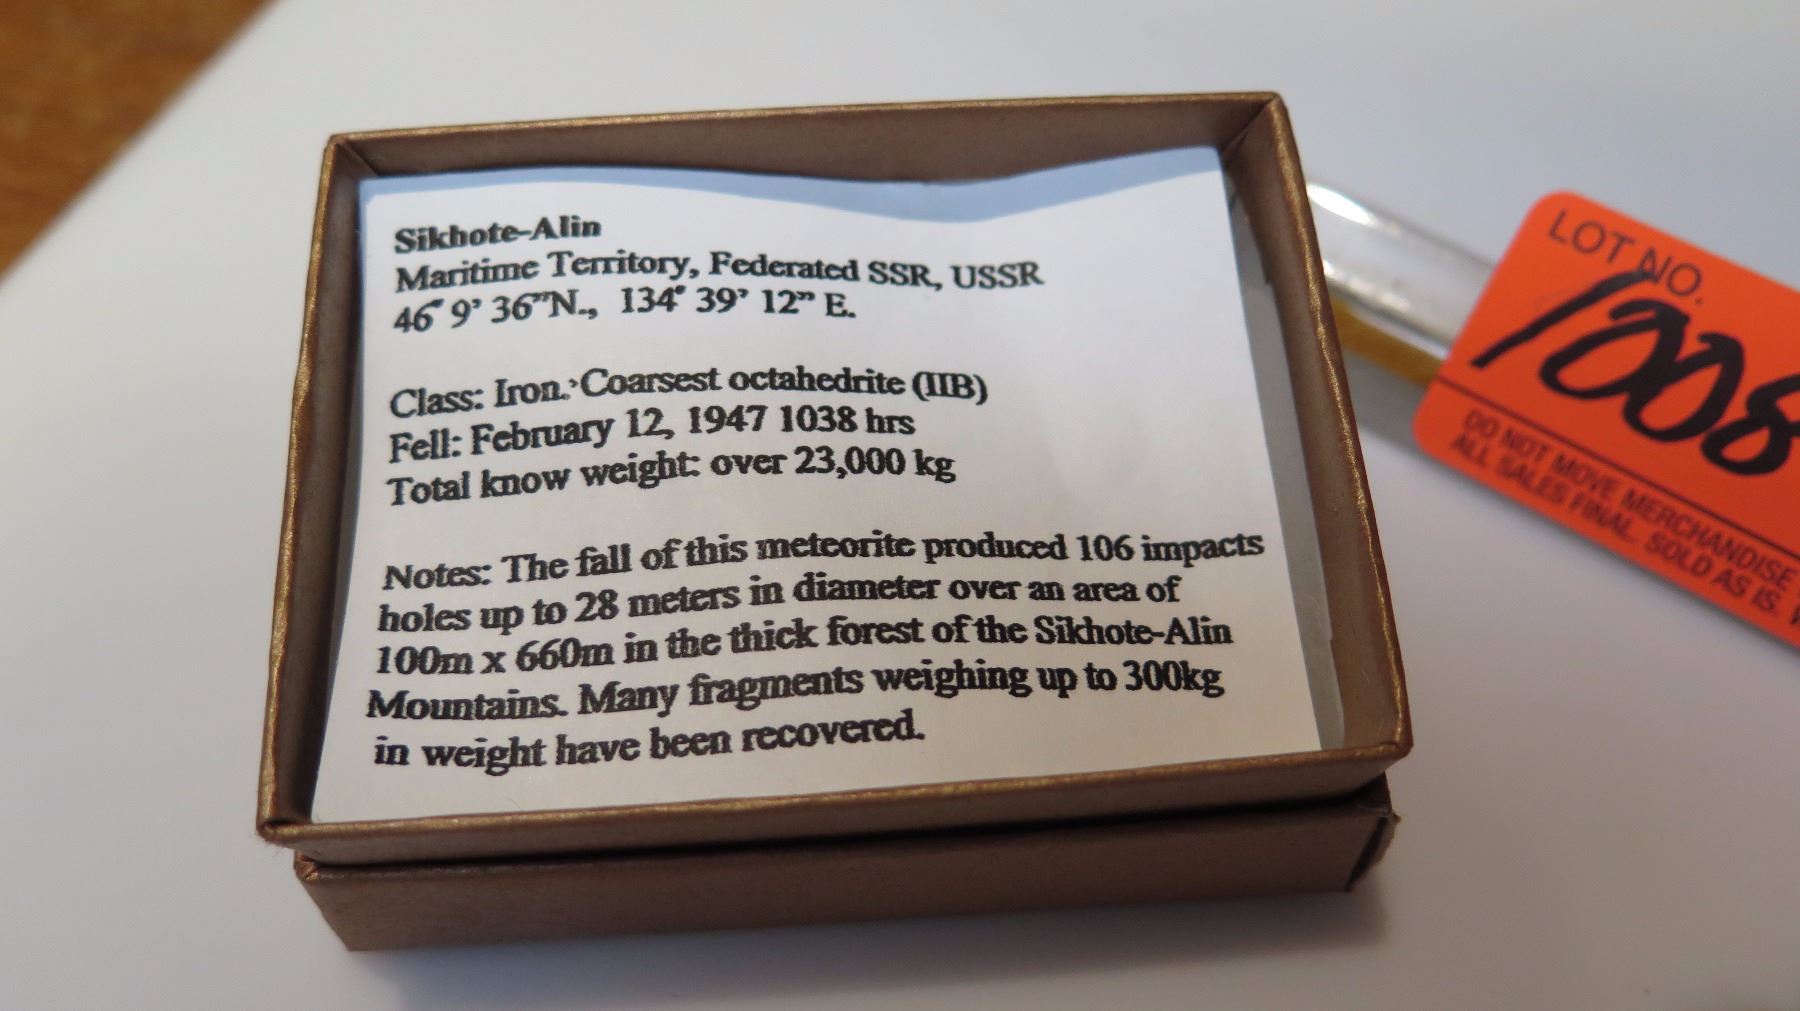 Sikhote-Alin
Maritime Territory, Federated SSR, USSR
46° 9’ 36”N., 134° 39’ 12” E.
Class: Iron. Coarsest octahedrite (IIB)
Fell: February 12, 1947 1038 hrs
Total know weight: over 23,000 kg
Notes: The fall of this meteorite produced 106 impacts
holes up to 28 meters in diameter over an area of
100m x 660m in the thick forest of the Sikhote-Alin
Mountains. Many fragments weighing up to 300kg
in weight have been recovered.
LOT NO.
1008
DO NOT MOVE MERCHANDISE
ALL SALES FINAL. SOLD AS IS.